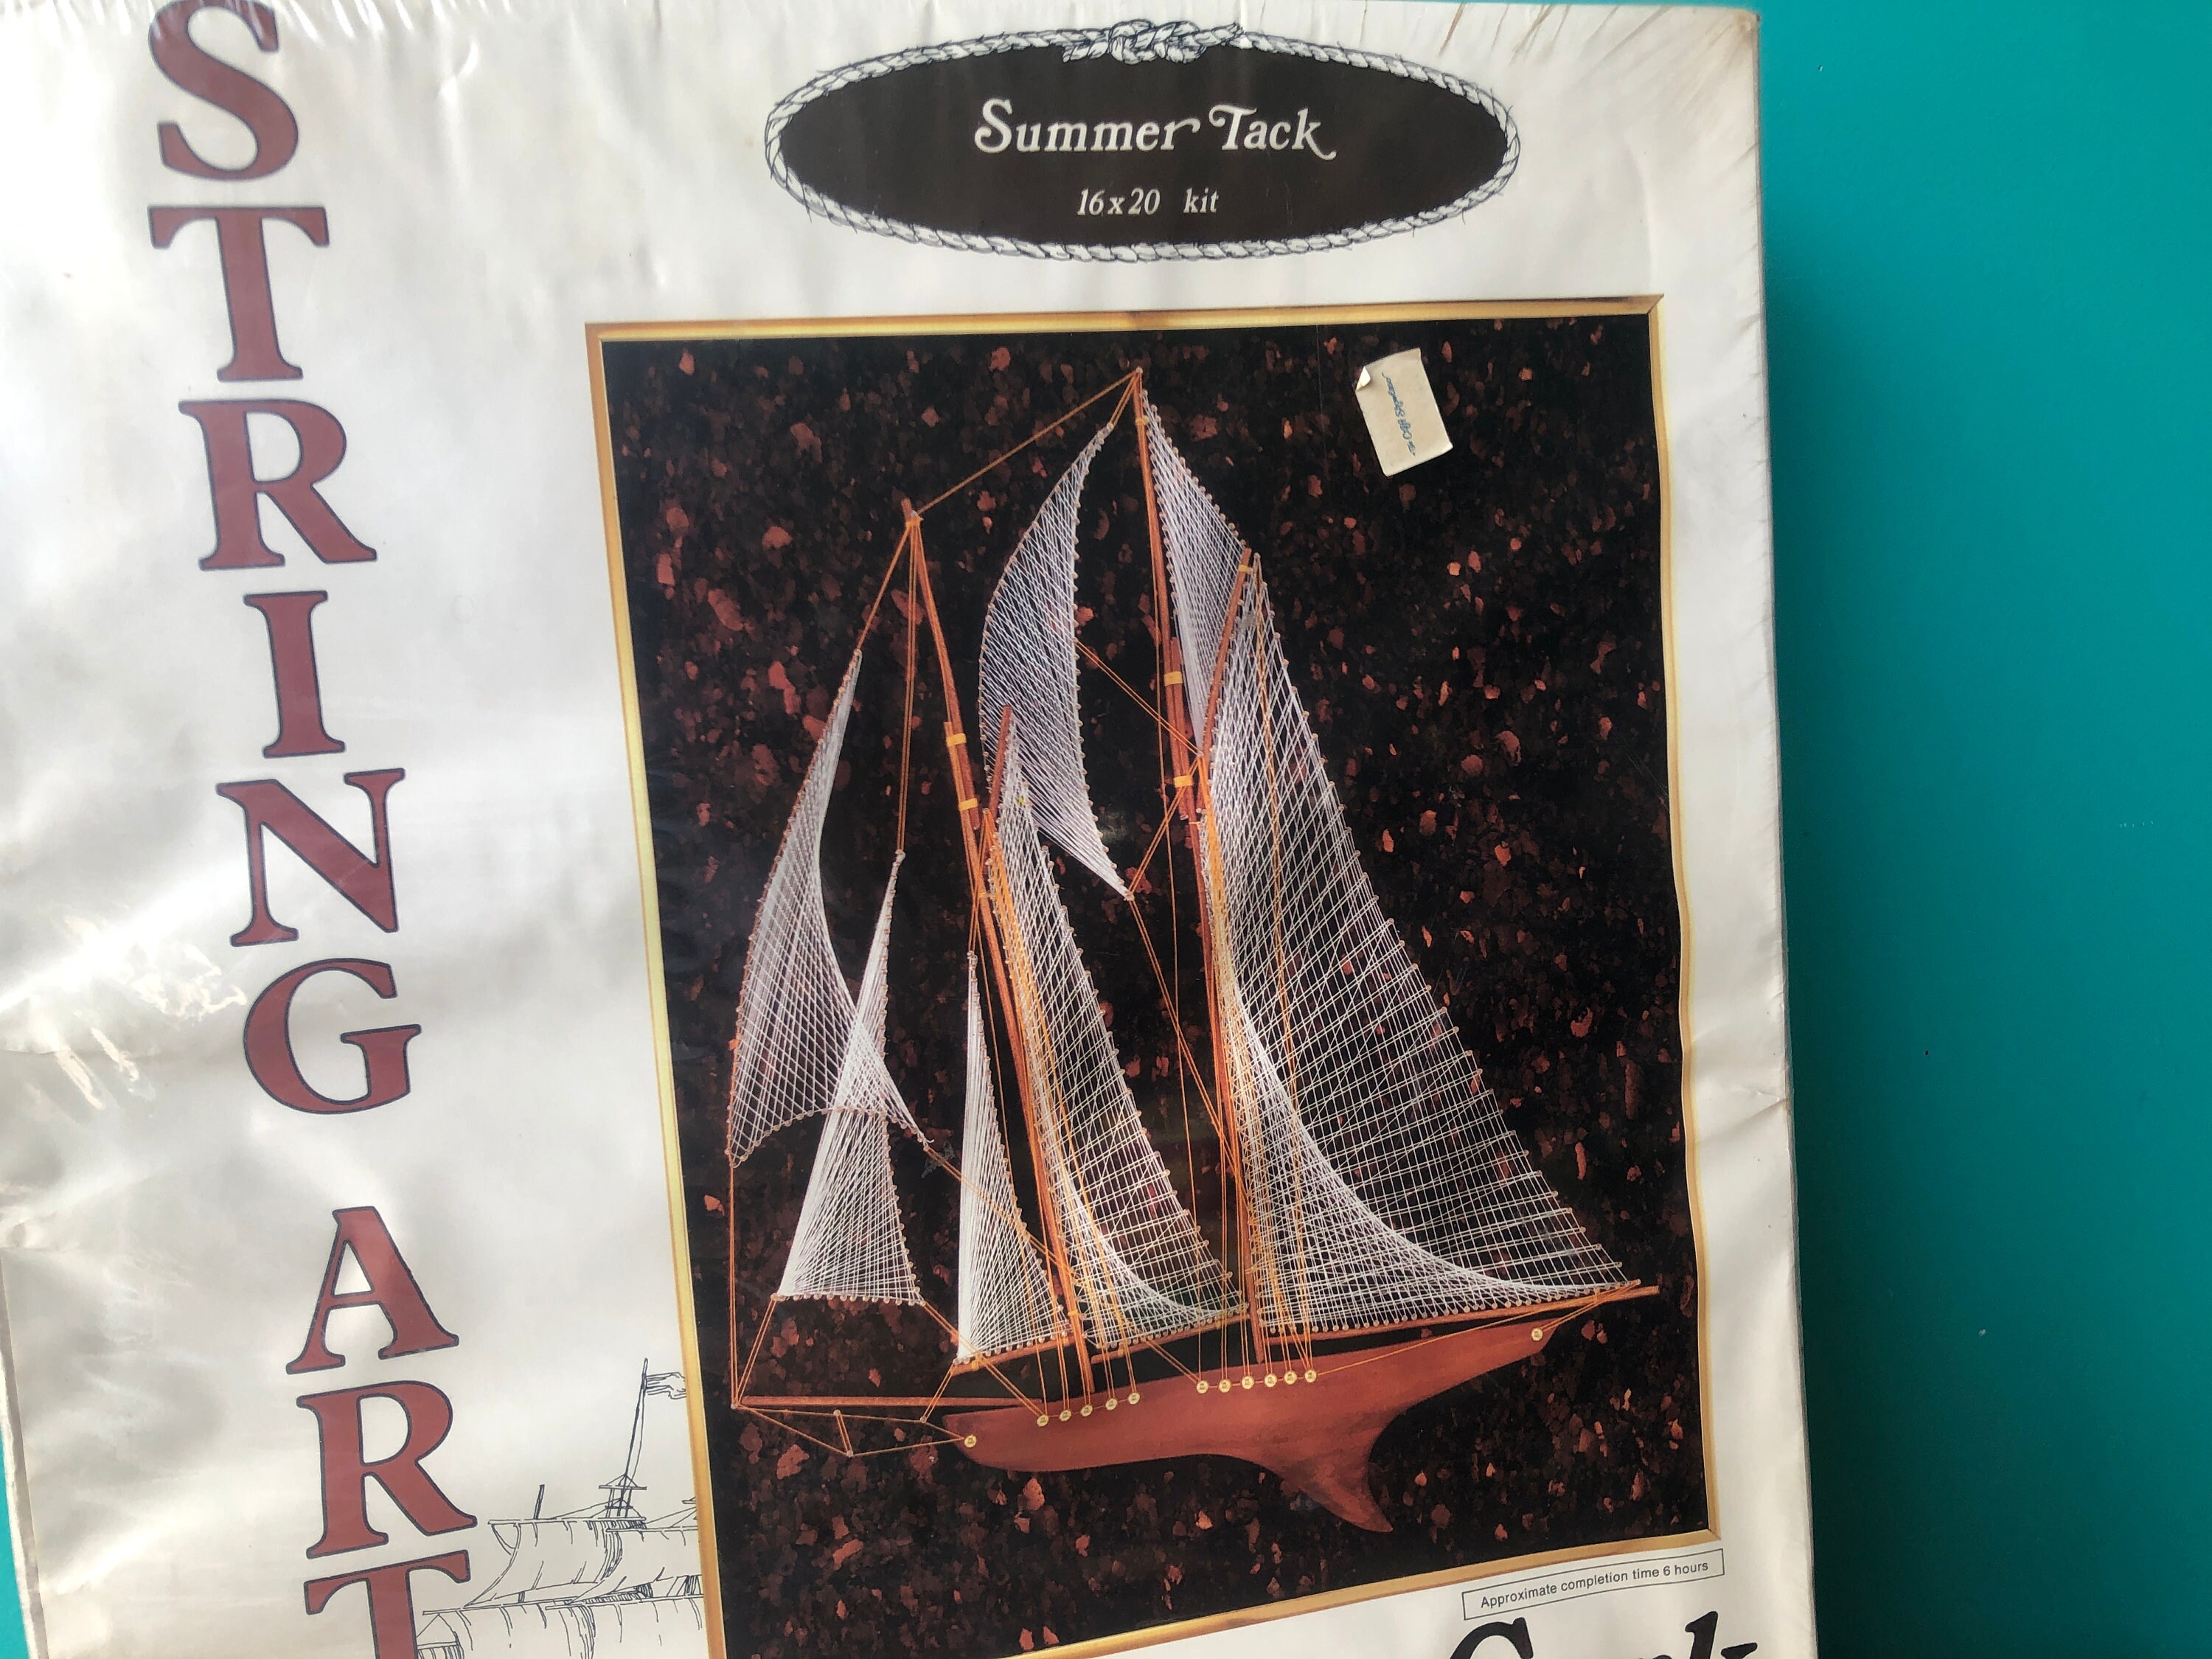 STRING ART
Summer Tack
16x20 kit
Approximate completion time 6 hours